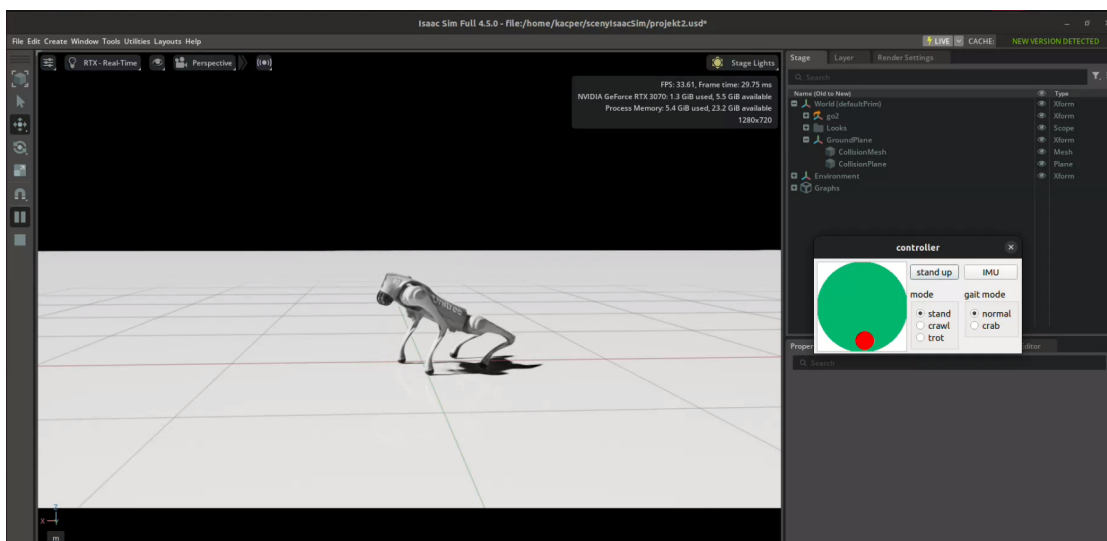 Isaac Sim Full 4.5.0 - file:/home/kacper/scenyIsaacSim/projekt2.usd*
File Edit Create Window Tools Utilities Layouts Help
LIVE CACHE: NEW VERSION DETECTED
RTX - Real-Time Perspective Stage Lights
FPS: 33.61, Frame time: 29.75 ms
NVIDIA GeForce RTX 3070: 1.3 GiB used, 5.5 GiB available
Process Memory: 5.4 GiB used, 23.2 GiB available
1280x720
Stage Layer Render Settings
Search
Name (Old to New) Type
World (defaultPrim) Xform
go2 Xform
Looks Scope
GroundPlane Xform
CollisionMesh Mesh
CollisionPlane Plane
Environment Xform
Graphs
controller
stand up IMU
mode gait mode
stand normal
crawl crab
trot
Proper ditor
Search
Z
X
m